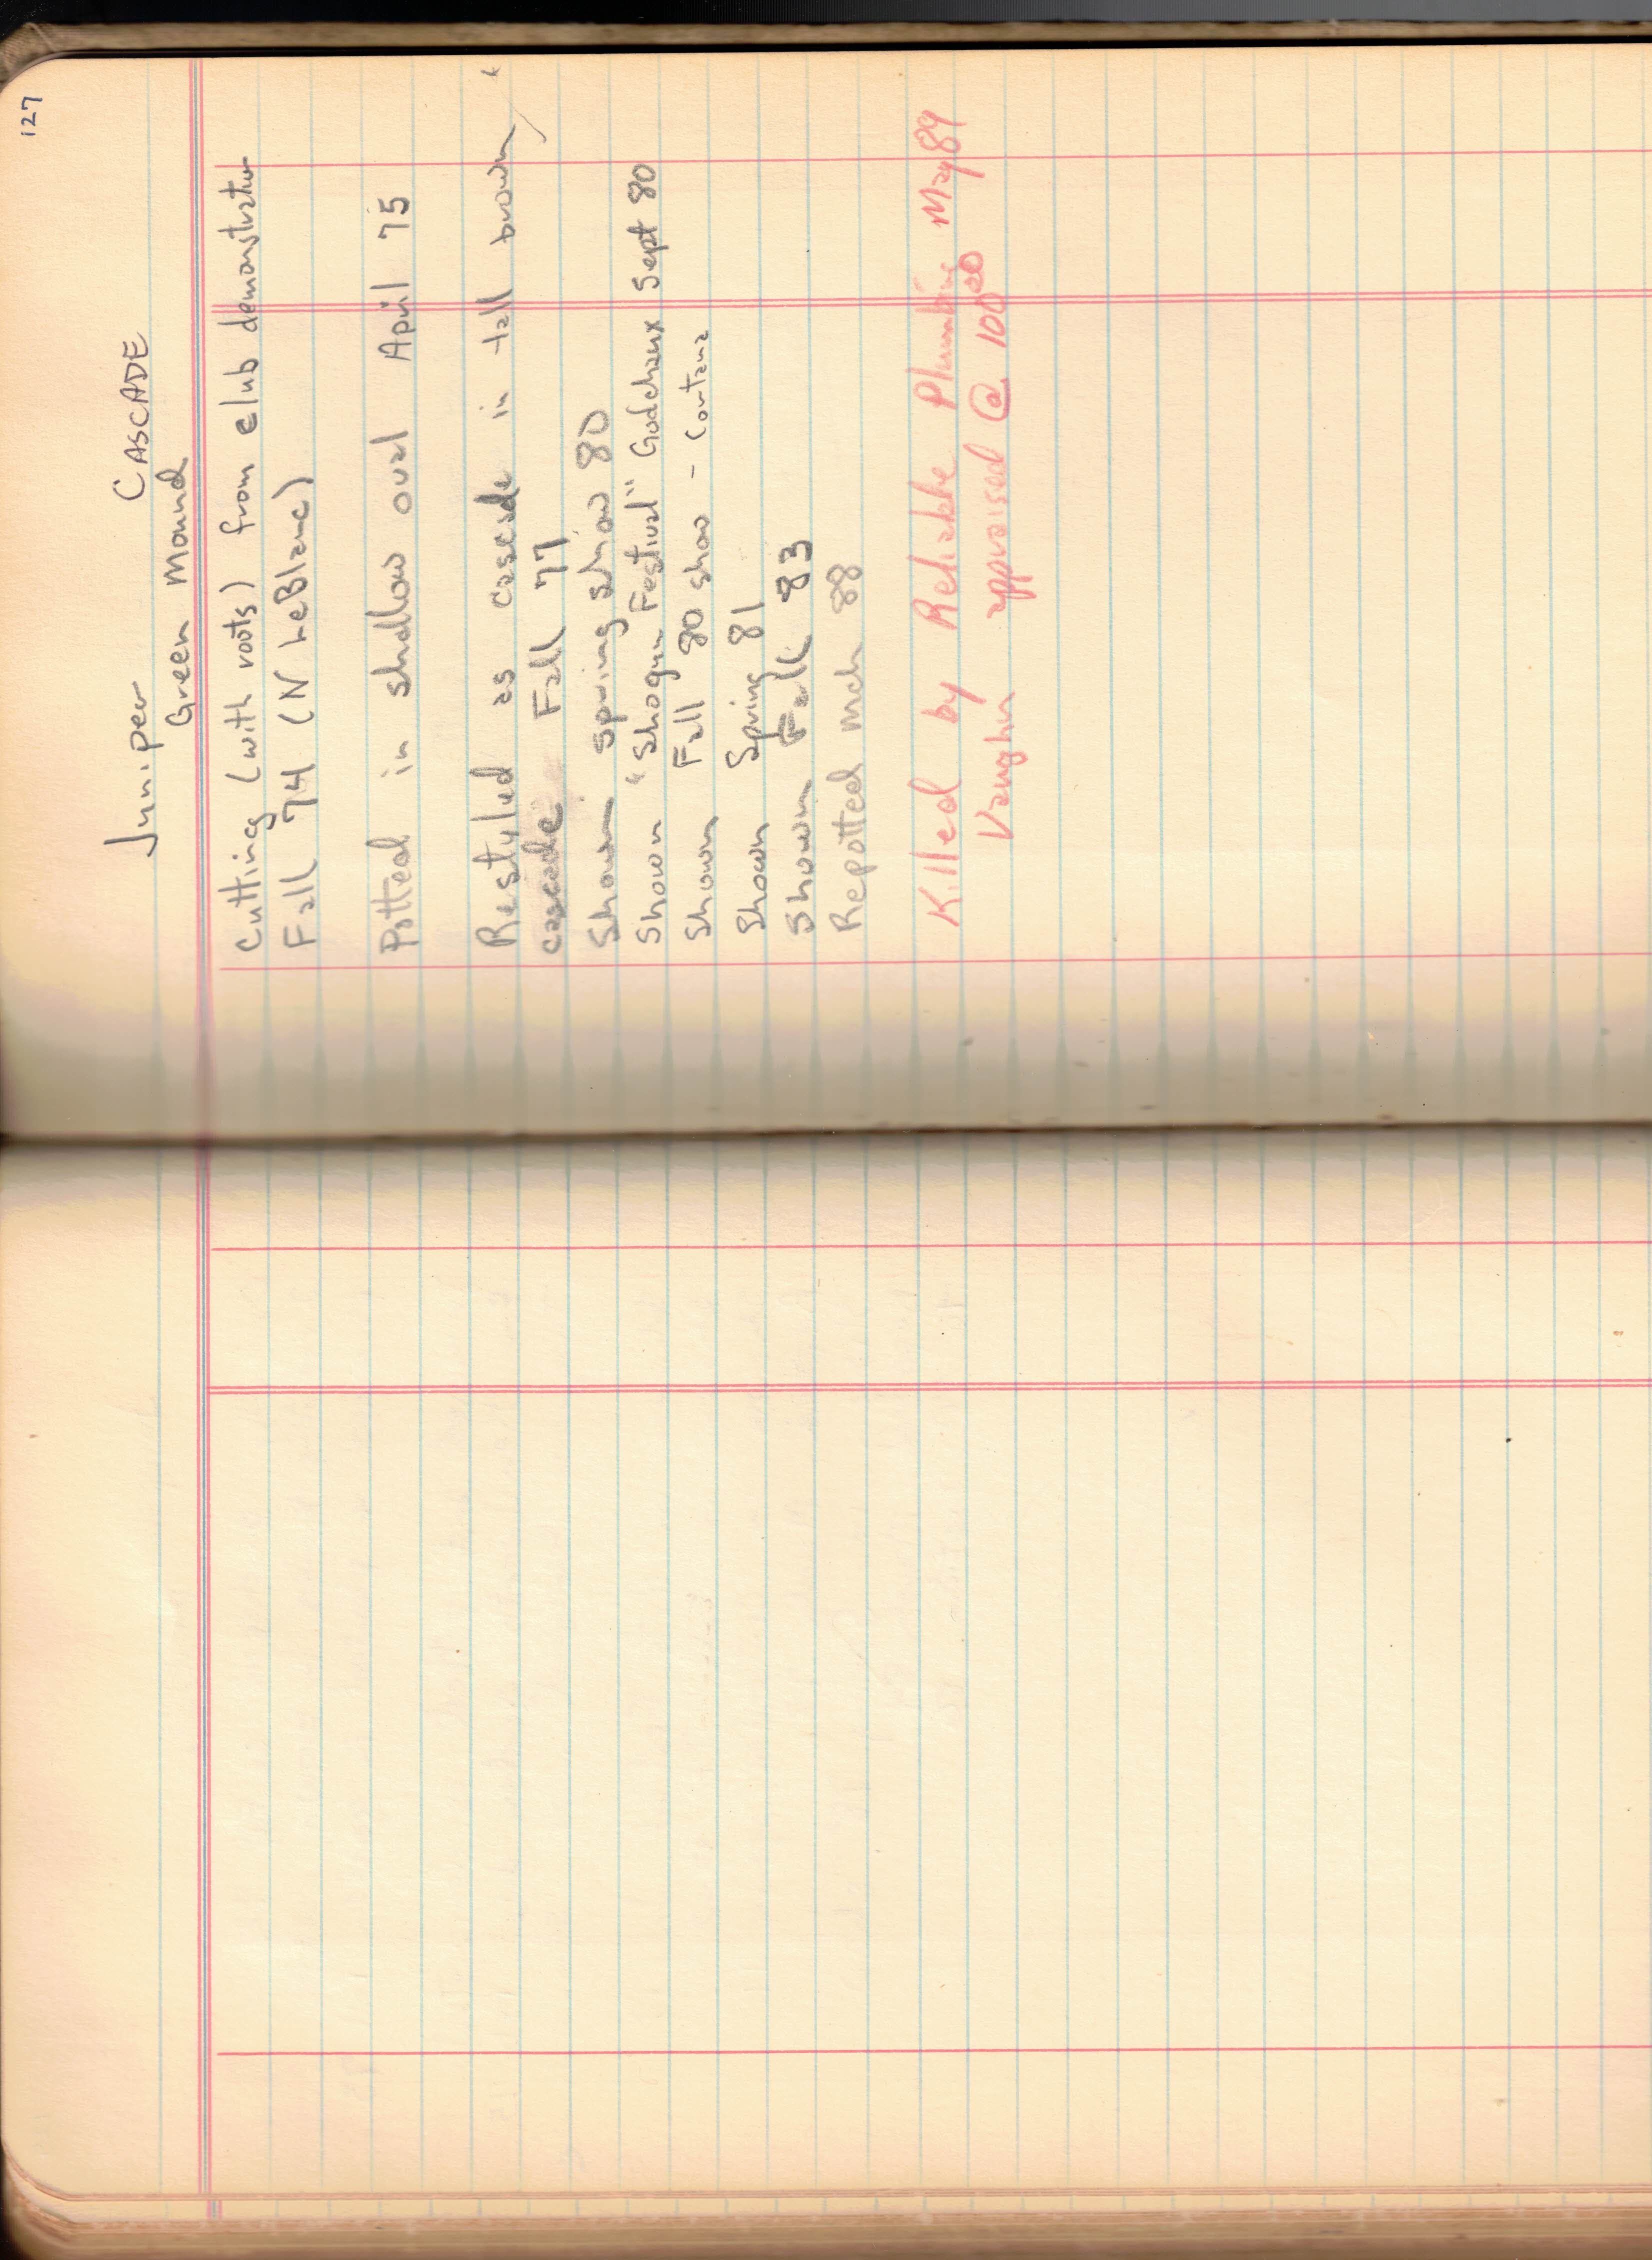 127
Juniper CASCADE
Green Mound
Cutting (with roots) from club demonstration
Fall 74 (N LeBlanc)
Potted in shallow oval April 75
Restyled as cascade in tall brown
cascade Fall 77
Shown spring show 80
Shown "Shogun Festival" Godchaux Sept 80
Shown Fall 80 show -
Shown Spring 81
Shown Fall 83
Repotted Mch 88
Killed by Reliable Plumbing May 89
Vaughn appraised @ 100 00